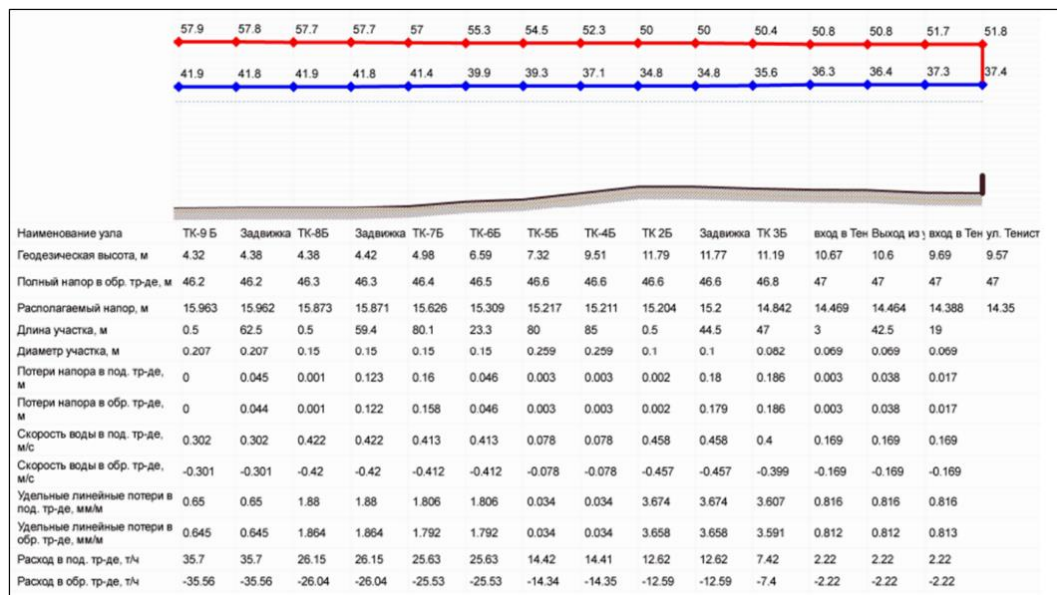 57.9 57.8 57.7 57.7 57 55.3 54.5 52.3 50 50 50.4 50.8 50.8 51.7 51.8
41.9 41.8 41.9 41.8 41.4 39.9 39.3 37.1 34.8 34.8 35.6 36.3 36.4 37.3 37.4
Наименование узла ТК-9 Б Задвижка ТК-8Б Задвижка ТК-7Б ТК-6Б ТК-5Б ТК-4Б ТК 2Б Задвижка ТК 3Б вход в Тен Выход из у вход в Тен ул. Тенист
Геодезическая высота, м 4.32 4.38 4.38 4.42 4.98 6.59 7.32 9.51 11.79 11.77 11.19 10.67 10.6 9.69 9.57
Полный напор в обр. тр-де, м 46.2 46.2 46.3 46.3 46.4 46.5 46.6 46.6 46.6 46.6 46.8 47 47 47 47
Располагаемый напор, м 15.963 15.962 15.873 15.871 15.626 15.309 15.217 15.211 15.204 15.2 14.842 14.469 14.464 14.388 14.35
Длина участка, м 0.5 62.5 0.5 59.4 80.1 23.3 80 85 0.5 44.5 47 3 42.5 19
Диаметр участка, м 0.207 0.207 0.15 0.15 0.15 0.15 0.259 0.259 0.1 0.1 0.082 0.069 0.069 0.069
Потери напора в под. тр-де,
м 0 0.045 0.001 0.123 0.16 0.046 0.003 0.003 0.002 0.18 0.186 0.003 0.038 0.017
Потери напора в обр. тр-де,
м 0 0.044 0.001 0.122 0.158 0.046 0.003 0.003 0.002 0.179 0.186 0.003 0.038 0.017
Скорость воды в под. тр-де,
м/с 0.302 0.302 0.422 0.422 0.413 0.413 0.078 0.078 0.458 0.458 0.4 0.169 0.169 0.169
Скорость воды в обр. тр-де,
м/с -0.301 -0.301 -0.42 -0.42 -0.412 -0.412 -0.078 -0.078 -0.457 -0.457 -0.399 -0.169 -0.169 -0.169
Удельные линейные потери в
под. тр-де, мм/м 0.65 0.65 1.88 1.88 1.806 1.806 0.034 0.034 3.674 3.674 3.607 0.816 0.816 0.816
Удельные линейные потери в
обр. тр-де, мм/м 0.645 0.645 1.864 1.864 1.792 1.792 0.034 0.034 3.658 3.658 3.591 0.812 0.812 0.813
Расход в под. тр-де, т/ч 35.7 35.7 26.15 26.15 25.63 25.63 14.42 14.41 12.62 12.62 7.42 2.22 2.22 2.22
Расход в обр. тр-де, т/ч -35.56 -35.56 -26.04 -26.04 -25.53 -25.53 -14.34 -14.35 -12.59 -12.59 -7.4 -2.22 -2.22 -2.22